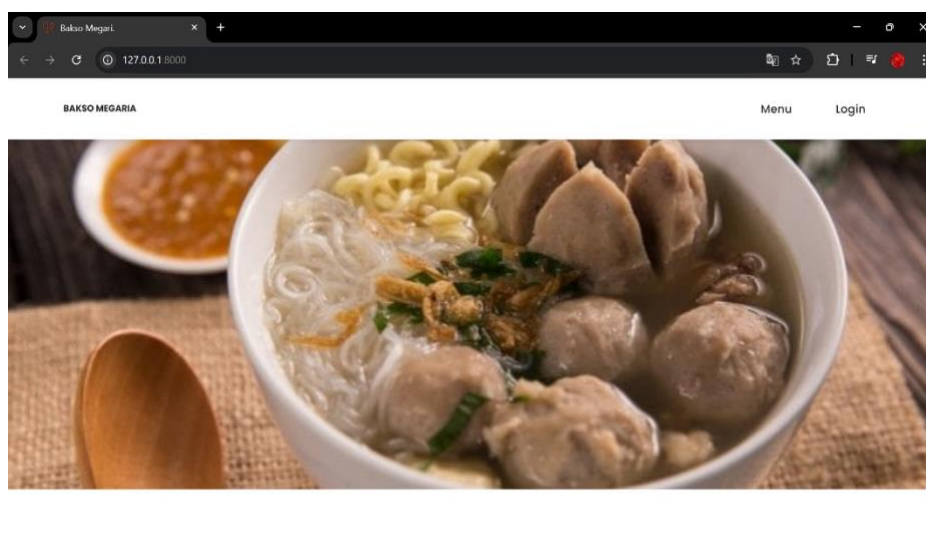 Bakso Megari.
127.0.0.1:8000
BAKSO MEGARIA
Menu
Login